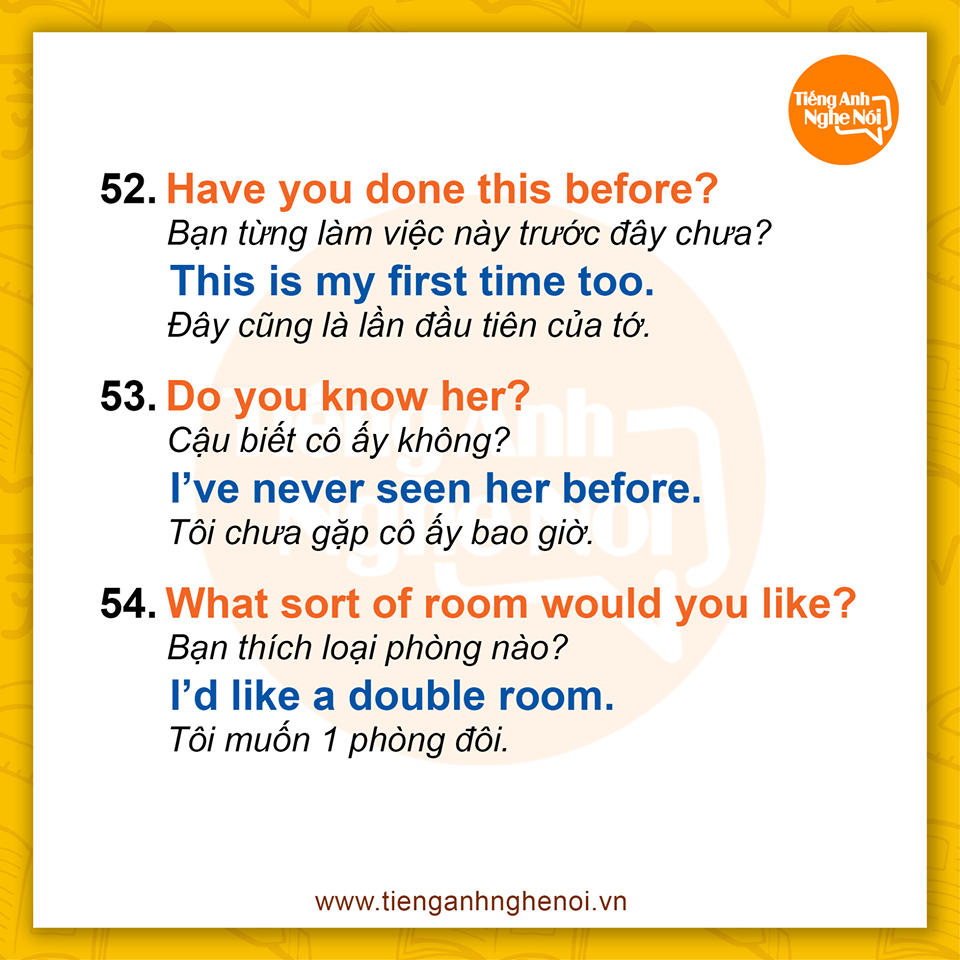 Tiếng Anh
Nghe Nói
52. Have you done this before?
Bạn từng làm việc này trước đây chưa?
This is my first time too.
Đây cũng là lần đầu tiên của tớ.
53. Do you know her?
Cậu biết cô ấy không?
I’ve never seen her before.
Tôi chưa gặp cô ấy bao giờ.
54. What sort of room would you like?
Bạn thích loại phòng nào?
I’d like a double room.
Tôi muốn 1 phòng đôi.
Tiếng Anh
Nghe Nói
www.tienganhnghenoi.vn